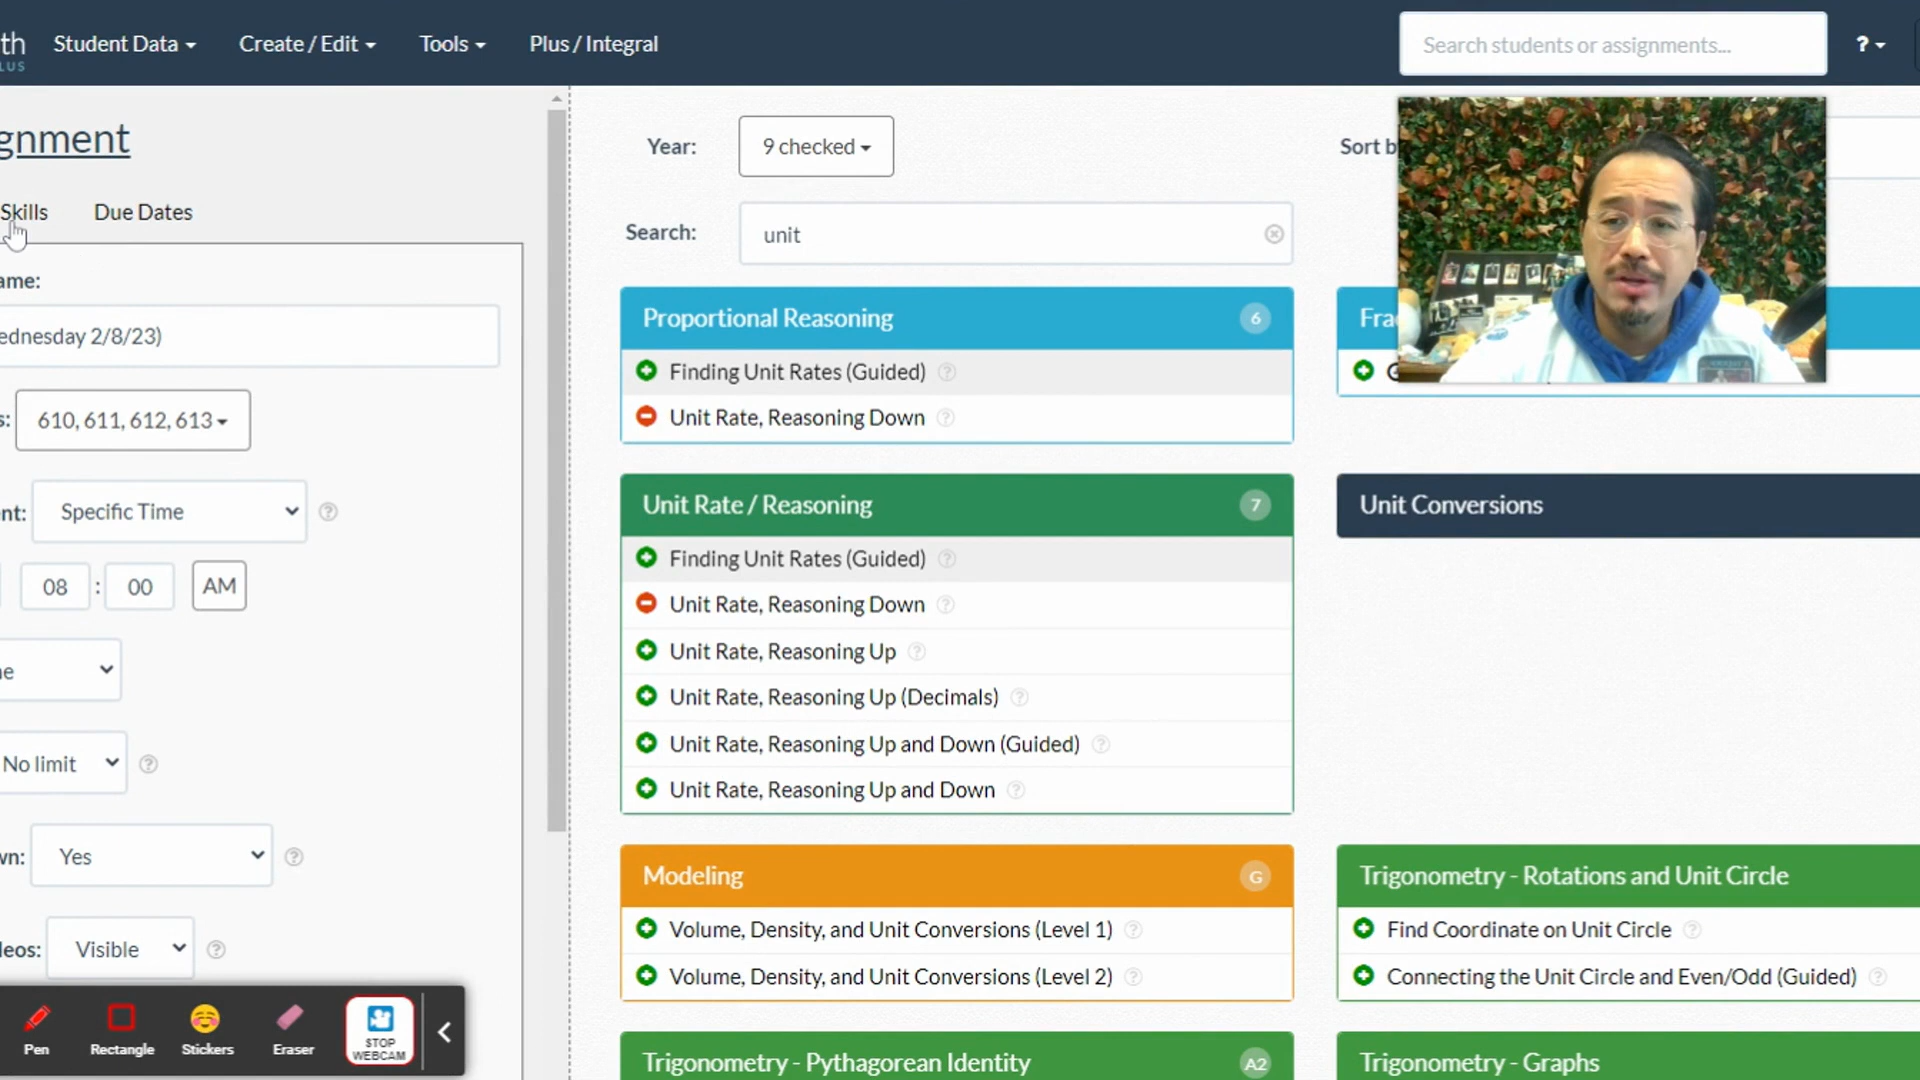 th
LUS
Student Data
Create / Edit
Tools
Plus / Integral
Search students or assignments...
?
gnment
Skills
Due Dates
ame:
ednesday 2/8/23)
s:
610, 611, 612, 613
nt:
Specific Time
08 : 00 AM
ne
No limit
wn:
Yes
leos:
Visible
Pen
Rectangle
Stickers
Eraser
STOP
WEBCAM
Year:
9 checked
Sort b
Search:
unit
Proportional Reasoning 6
Finding Unit Rates (Guided)
Unit Rate, Reasoning Down
Frac
Unit Rate / Reasoning 7
Finding Unit Rates (Guided)
Unit Rate, Reasoning Down
Unit Rate, Reasoning Up
Unit Rate, Reasoning Up (Decimals)
Unit Rate, Reasoning Up and Down (Guided)
Unit Rate, Reasoning Up and Down
Unit Conversions
Modeling G
Volume, Density, and Unit Conversions (Level 1)
Volume, Density, and Unit Conversions (Level 2)
Trigonometry - Rotations and Unit Circle
Find Coordinate on Unit Circle
Connecting the Unit Circle and Even/Odd (Guided)
Trigonometry - Pythagorean Identity A2
Trigonometry - Graphs